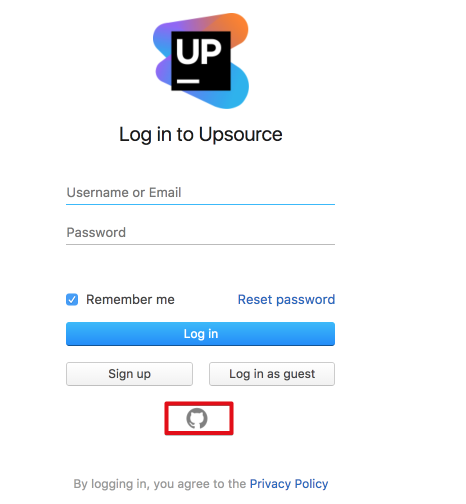 UP
Log in to Upsource
Username or Email
Password
Remember me
Reset password
Log in
Sign up
Log in as guest
By logging in, you agree to the Privacy Policy